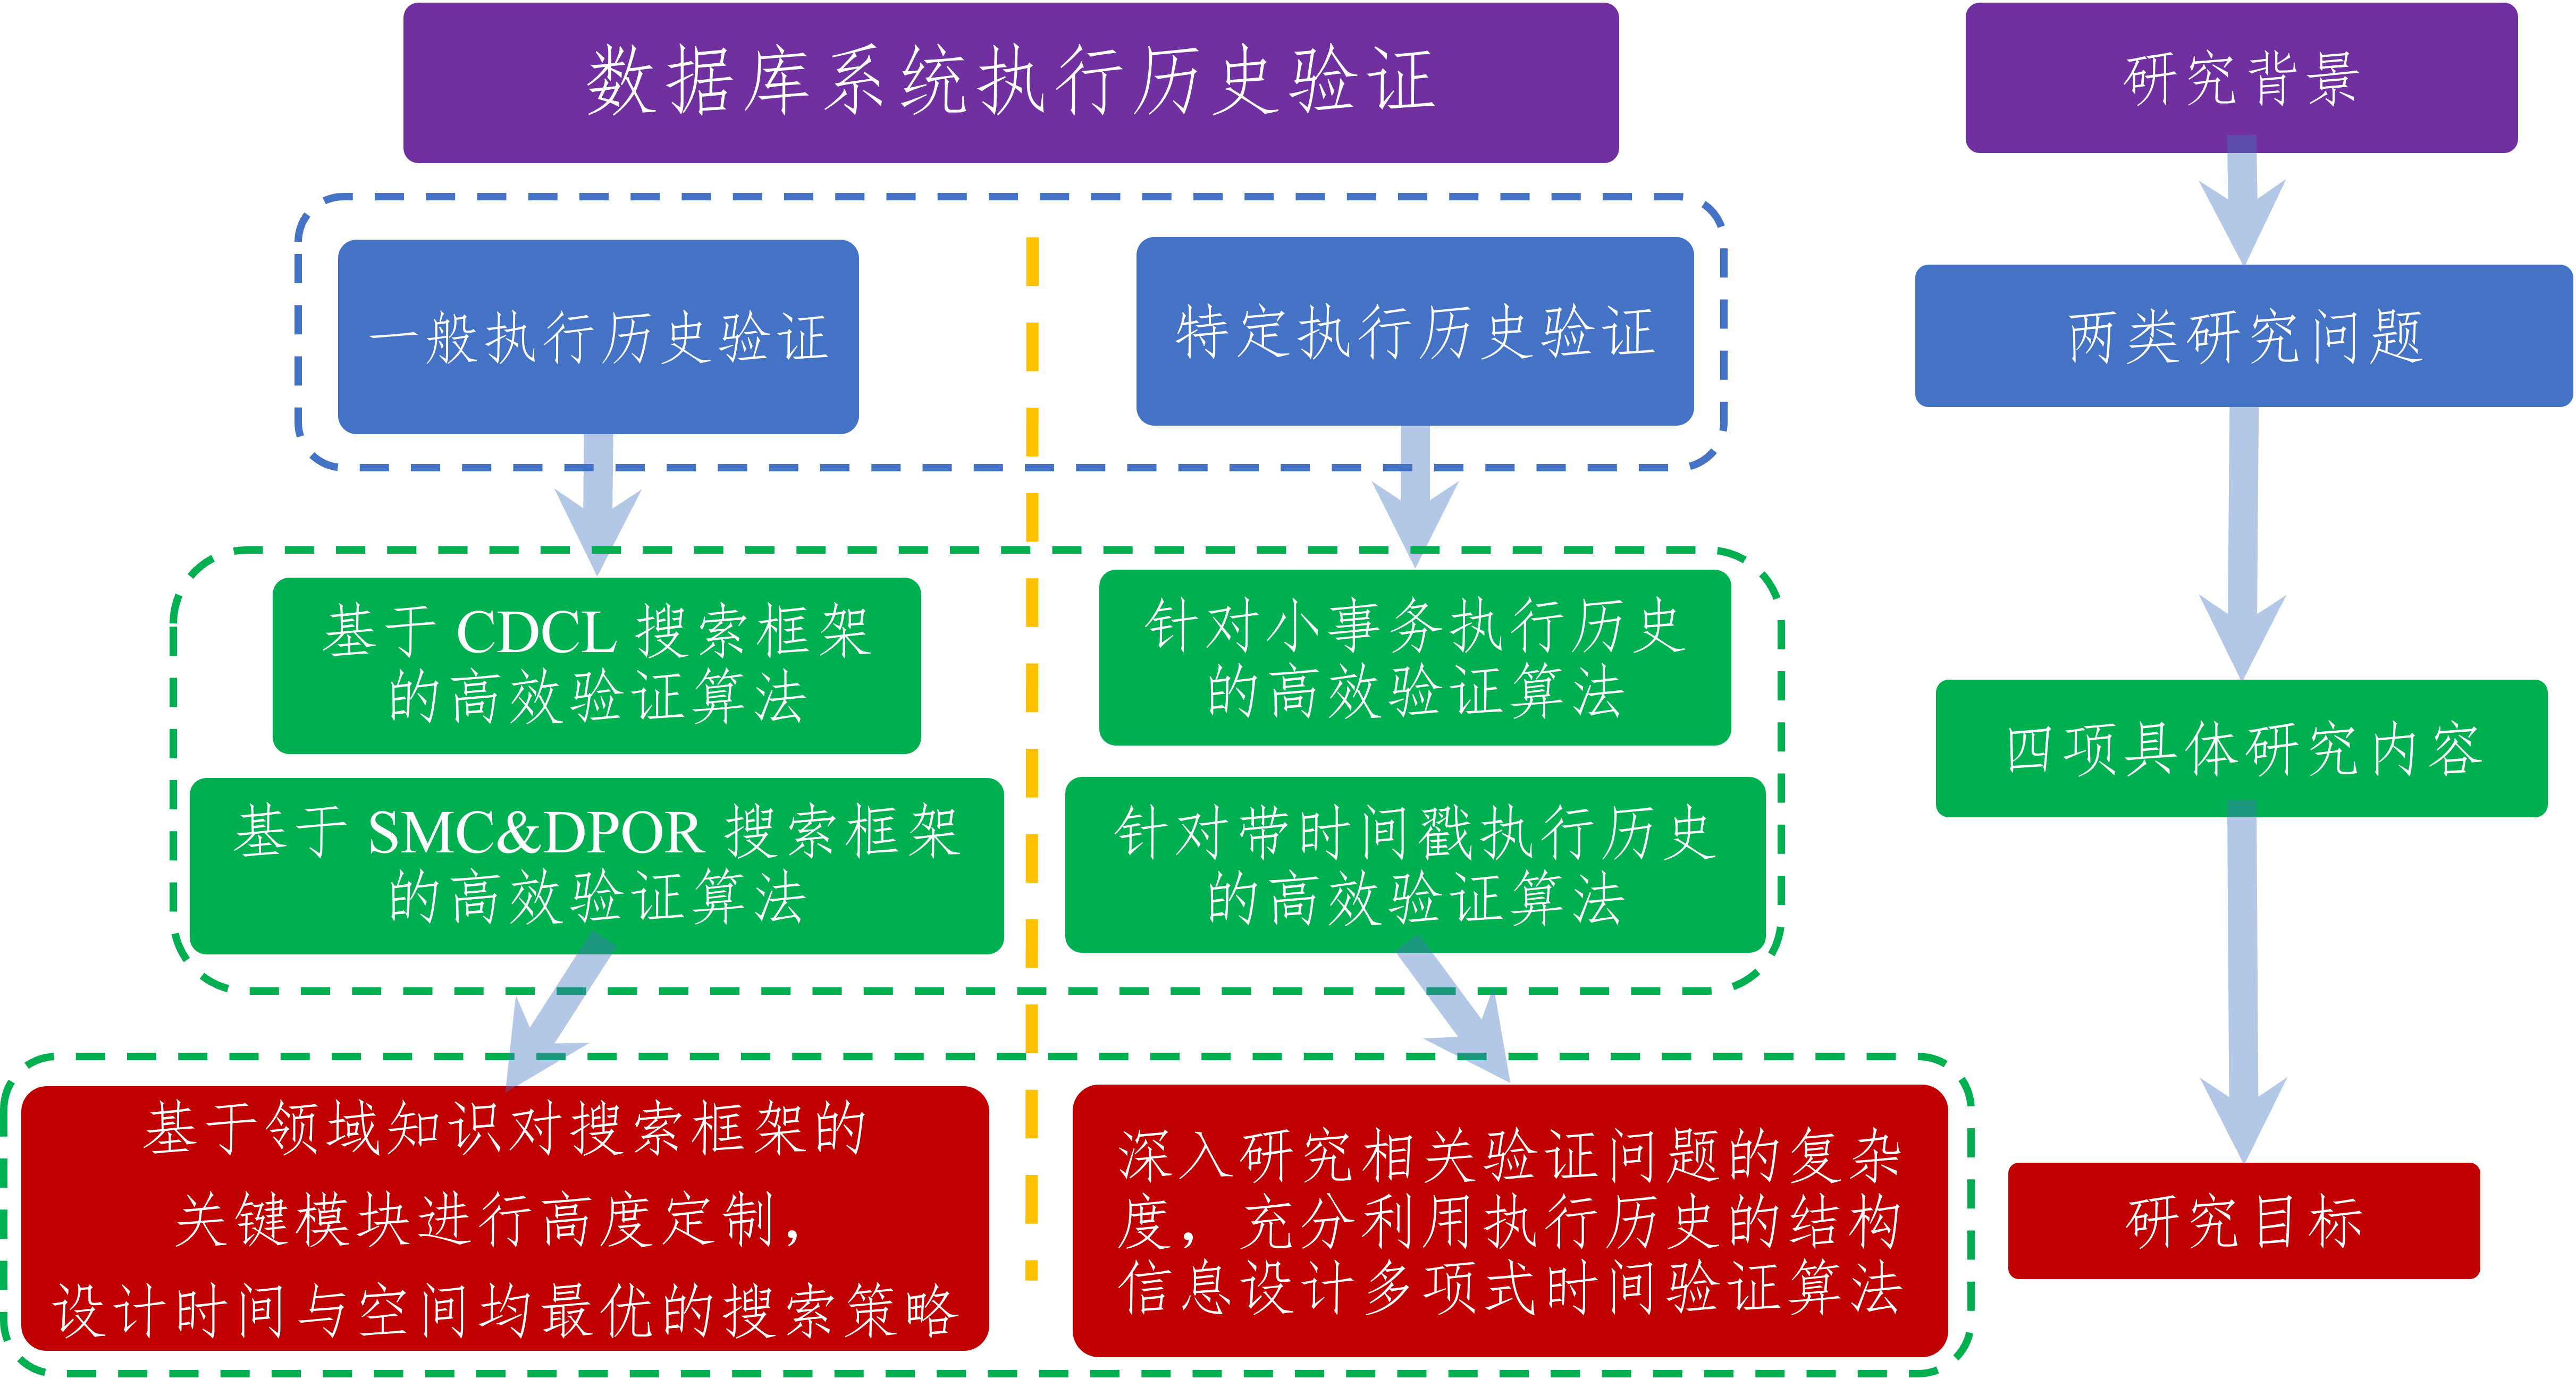 数据库系统执行历史验证
研究背景
一般执行历史验证
特定执行历史验证
两类研究问题
基于 CDCL 搜索框架
的高效验证算法
针对小事务执行历史
的高效验证算法
四项具体研究内容
基于 SMC&DPOR 搜索框架
的高效验证算法
针对带时间戳执行历史
的高效验证算法
基于领域知识对搜索框架的
关键模块进行高度定制，
设计时间与空间均最优的搜索策略
深入研究相关验证问题的复杂
度，充分利用执行历史的结构
信息设计多项式时间验证算法
研究目标